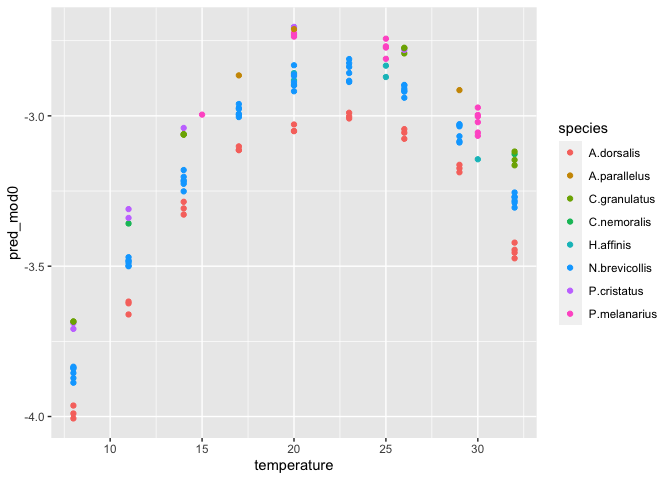 -3.0
-3.5
-4.0
pred_mod0
10
15
20
25
30
temperature
species
A.dorsalis
A.parallelus
C.granulatus
C.nemoralis
H.affinis
N.brevicollis
P.cristatus
P.melanarius